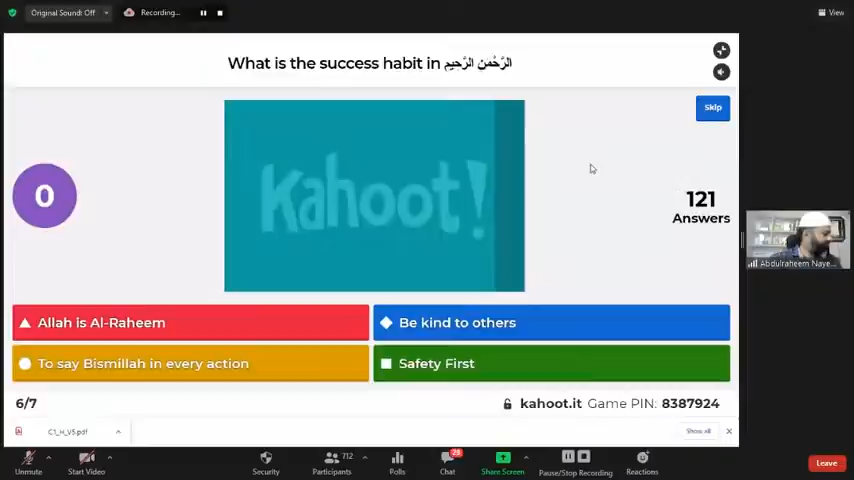 Original Sound: Off
Recording...
View
What is the success habit in الرَّحْمٰنِ الرَّحِيْمِ
Skip
Kahoot!
0
121
Answers
Abdulraheem Naye...
Allah is Al-Raheem
Be kind to others
To say Bismillah in every action
Safety First
6/7
kahoot.it Game PIN: 8387924
C1_H_V5.pdf
Show all
712
29
Unmute
Start Video
Security
Participants
Polls
Chat
Share Screen
Pause/Stop Recording
Reactions
Leave